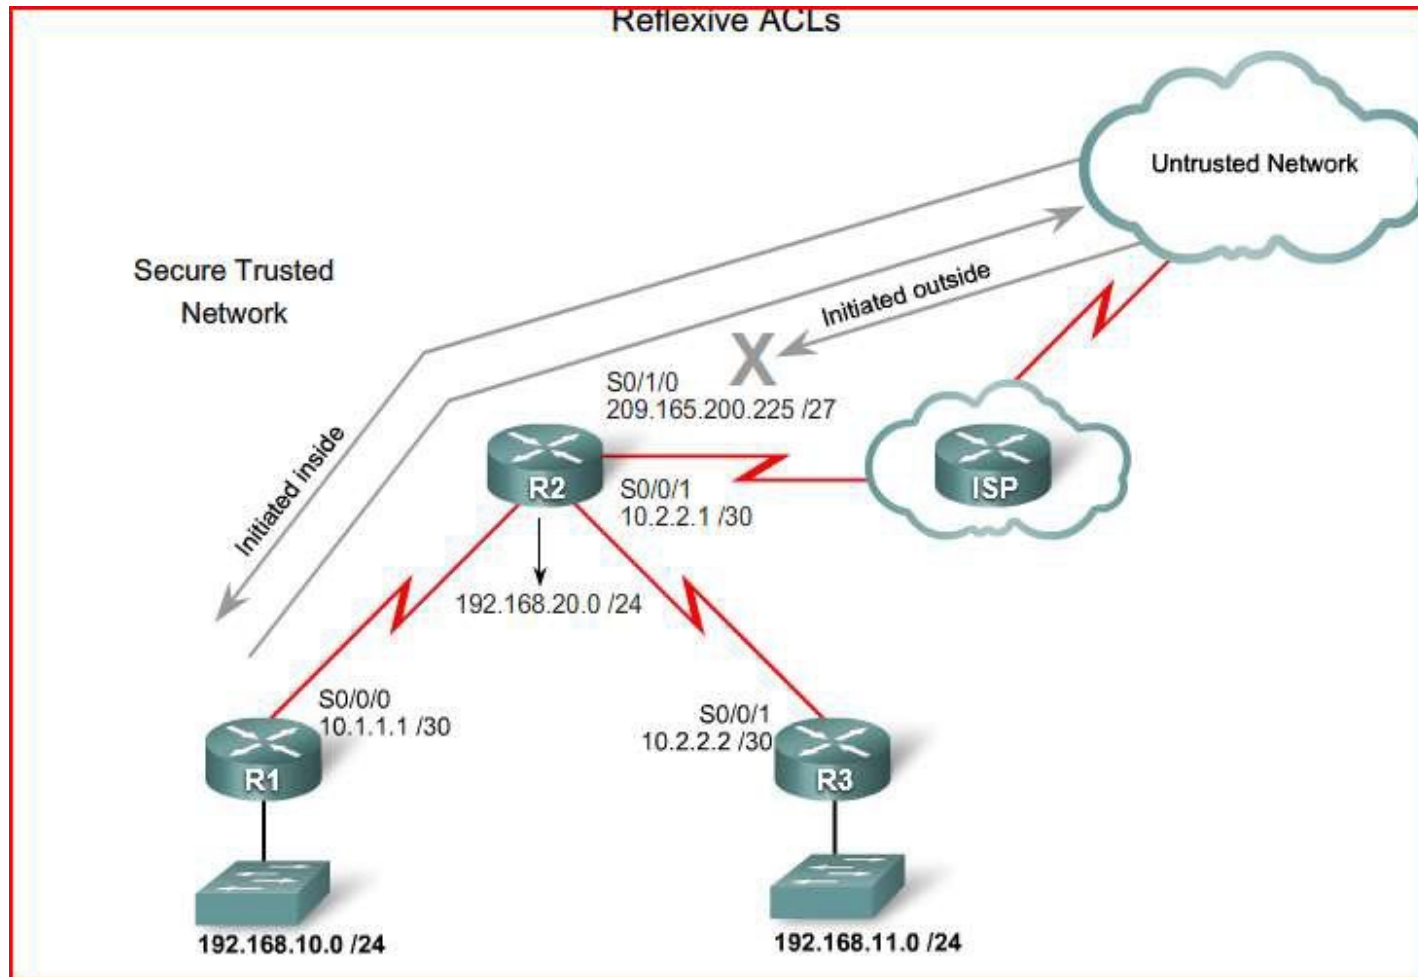 Reflexive ACLs
Untrusted Network
Secure Trusted
Network
Initiated outside
X
S0/1/0
209.165.200.225 /27
Initiated inside
R2
ISP
S0/0/1
10.2.2.1 /30
192.168.20.0 /24
S0/0/0
10.1.1.1 /30
S0/0/1
10.2.2.2 /30
R1
R3
192.168.10.0 /24
192.168.11.0 /24